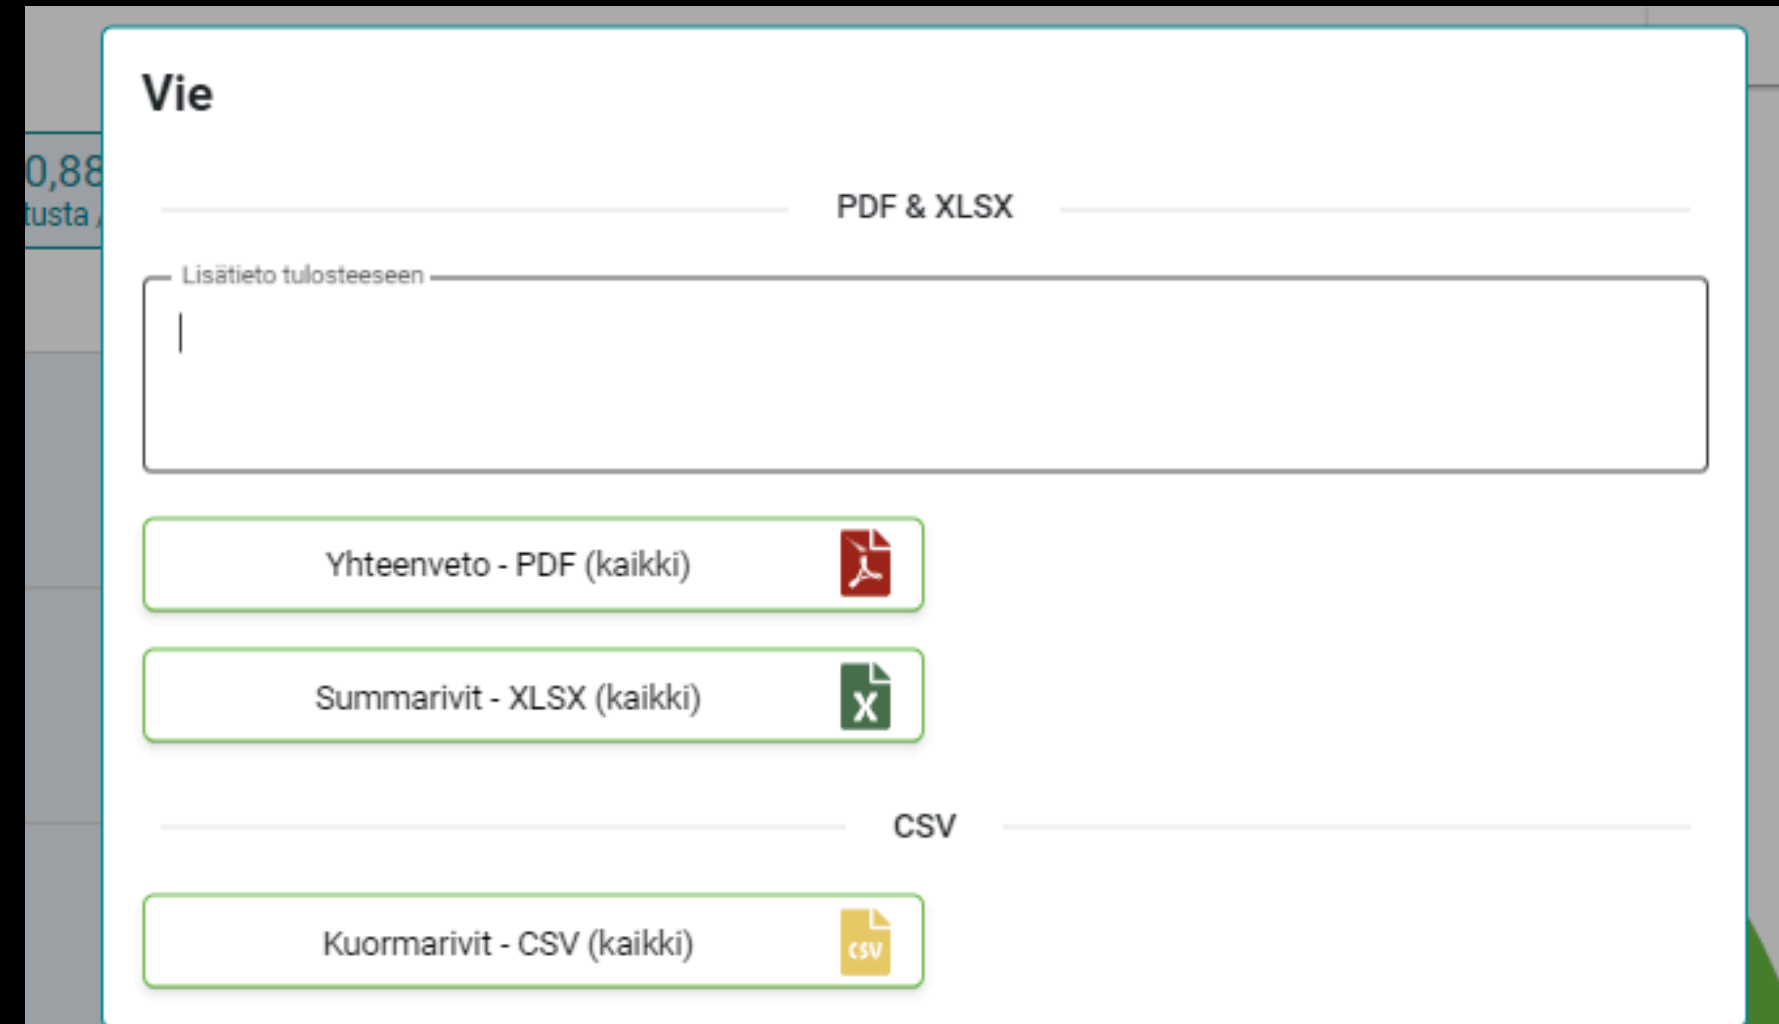 Vie
0,88
tusta
PDF & XLSX
Lisätieto tulosteeseen
Yhteenveto - PDF (kaikki)
Summarivit - XLSX (kaikki)
X
CSV
Kuormarivit - CSV (kaikki)
CSV